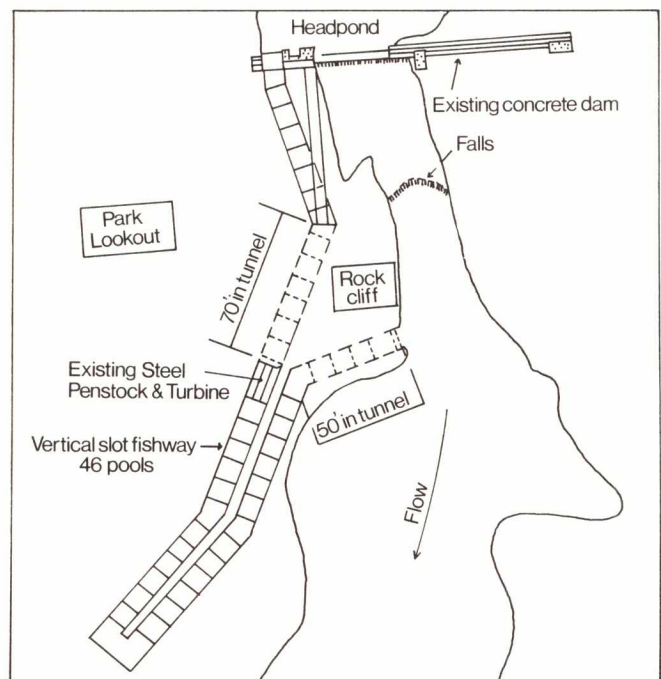 Headpond
Existing concrete dam
Falls
Park
Lookout
70' in tunnel
Rock
cliff
Existing Steel
Penstock & Turbine
50' in tunnel
Vertical slot fishway
46 pools
Flow